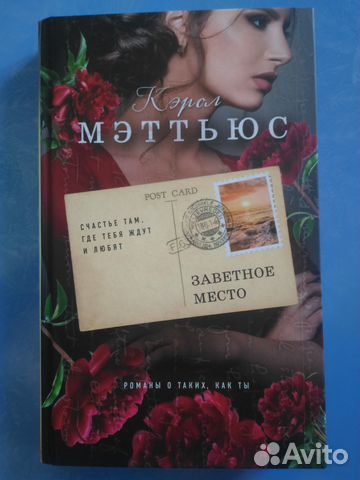 Кэрол
МЭТТЬЮС
POST CARD
СЧАСТЬЕ ТАМ,
ГДЕ ТЕБЯ ЖДУТ
И ЛЮБЯТ
ЗАВЕТНОЕ
МЕСТО
РОМАНЫ О ТАКИХ, КАК ТЫ
Avito